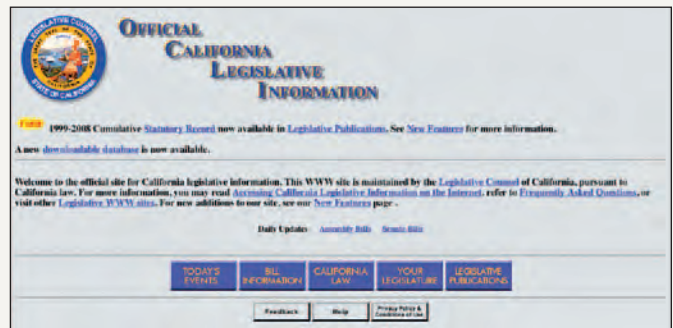 LEGISLATIVE COUNSEL
STATE OF CALIFORNIA
OFFICIAL
CALIFORNIA
LEGISLATIVE
INFORMATION
1999-2008 Cumulative Statutory Record now available in Legislative Publications. See New Features for more information.
A new downloadable database is now available.
Welcome to the official site for California legislative information. This WWW site is maintained by the Legislative Counsel of California, pursuant to
California law. For more information, you may read Accessing California Legislative Information on the Internet, refer to Frequently Asked Questions, or
visit other Legislative WWW sites. For new additions to our site, see our New Features page .
Daily Updates Assembly Bills Senate Bills
TODAY'S EVENTS
BILL INFORMATION
CALIFORNIA LAW
YOUR LEGISLATURE
LEGISLATIVE PUBLICATIONS
Feedback
Help
Privacy Policy &
Conditions of Use